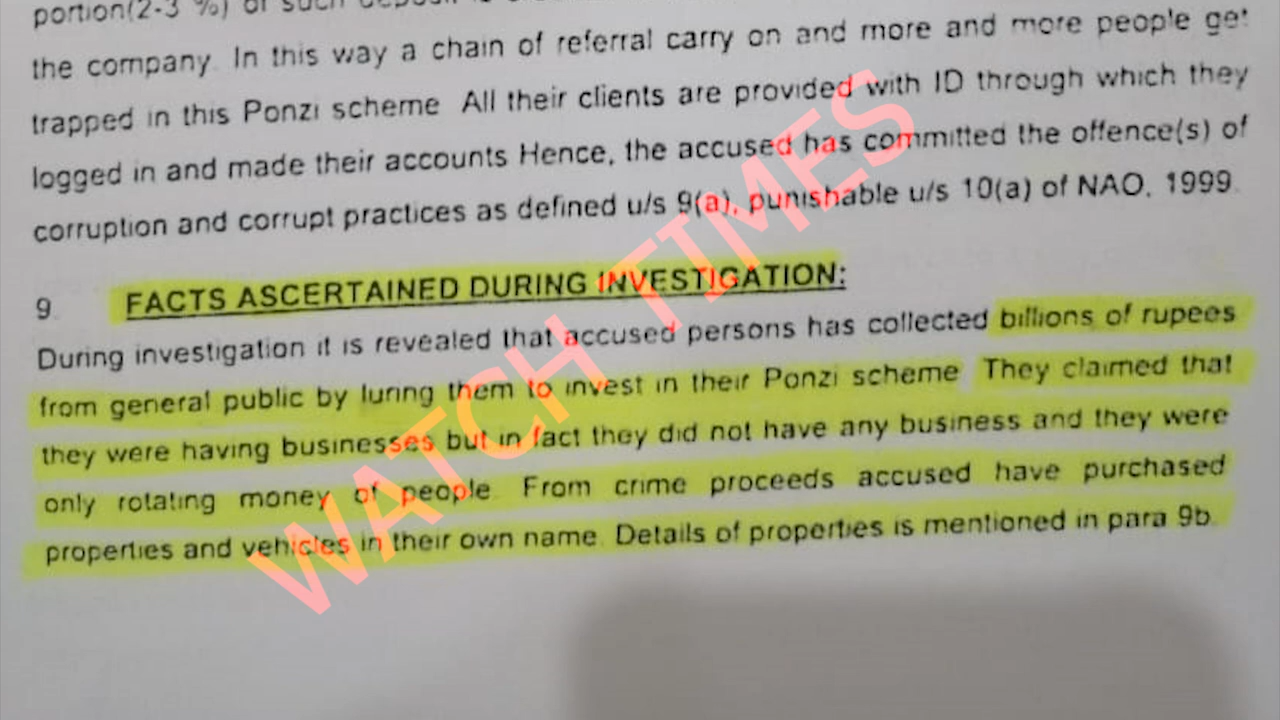 portion(2-3 %) of such deposit is
the company. In this way a chain of referral carry on and more and more people get
trapped in this Ponzi scheme All their clients are provided with ID through which they
logged in and made their accounts Hence, the accused has committed the offence(s) of
corruption and corrupt practices as defined u/s 9(a), punishable u/s 10(a) of NAO, 1999.
9. FACTS ASCERTAINED DURING INVESTIGATION:
During investigation it is revealed that accused persons has collected billions of rupees
from general public by luring them to invest in their Ponzi scheme They claimed that
they were having businesses but in fact they did not have any business and they were
only rotating money of people. From crime proceeds accused have purchased
properties and vehicles in their own name. Details of properties is mentioned in para 9b.
WATCH TIMES